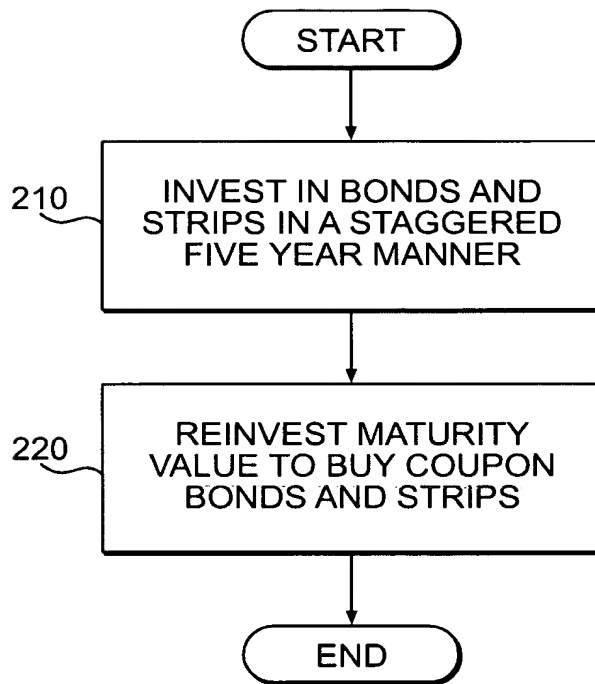 START
210
INVEST IN BONDS AND
STRIPS IN A STAGGERED
FIVE YEAR MANNER
220
REINVEST MATURITY
VALUE TO BUY COUPON
BONDS AND STRIPS
END